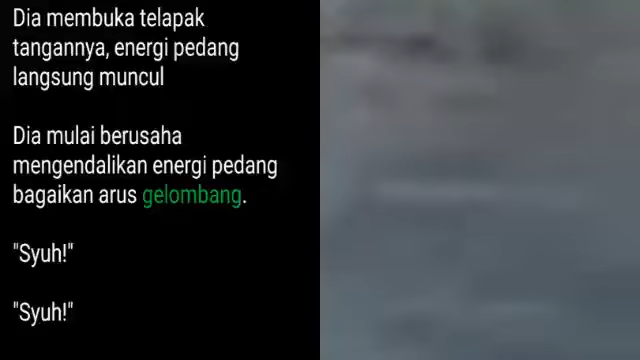 Dia membuka telapak
tangannya, energi pedang
langsung muncul
Dia mulai berusaha
mengendalikan energi pedang
bagaikan arus gelombang.
"Syuh!"
"Syuh!"